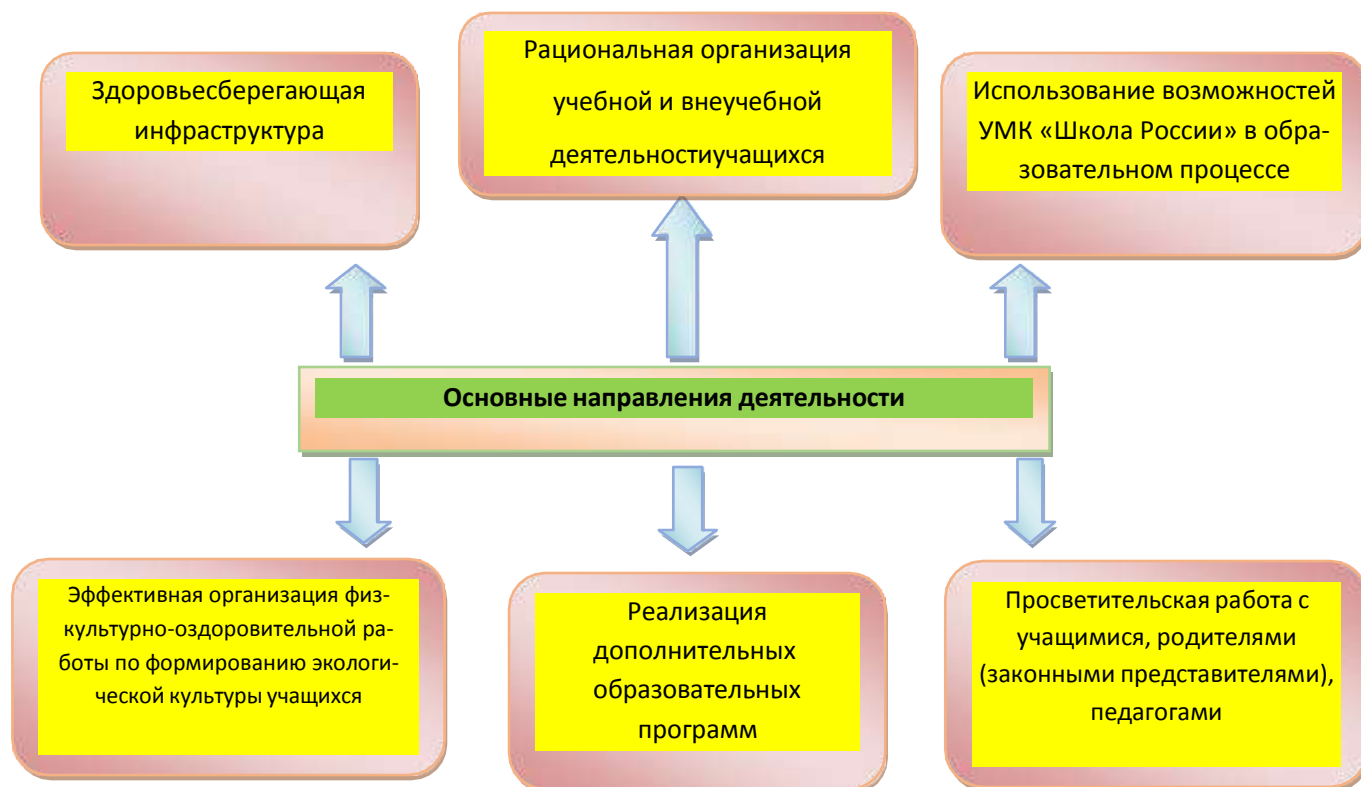 Здоровьесберегающая
инфраструктура
Рациональная организация
учебной и внеучебной
деятельностиучащихся
Использование возможностей
УМК «Школа России» в обра-
зовательном процессе
Основные направления деятельности
Эффективная организация физ-
культурно-оздоровительной ра-
боты по формированию экологи-
ческой культуры учащихся
Реализация
дополнительных
образовательных
программ
Просветительская работа с
учащимися, родителями
(законными представителями),
педагогами